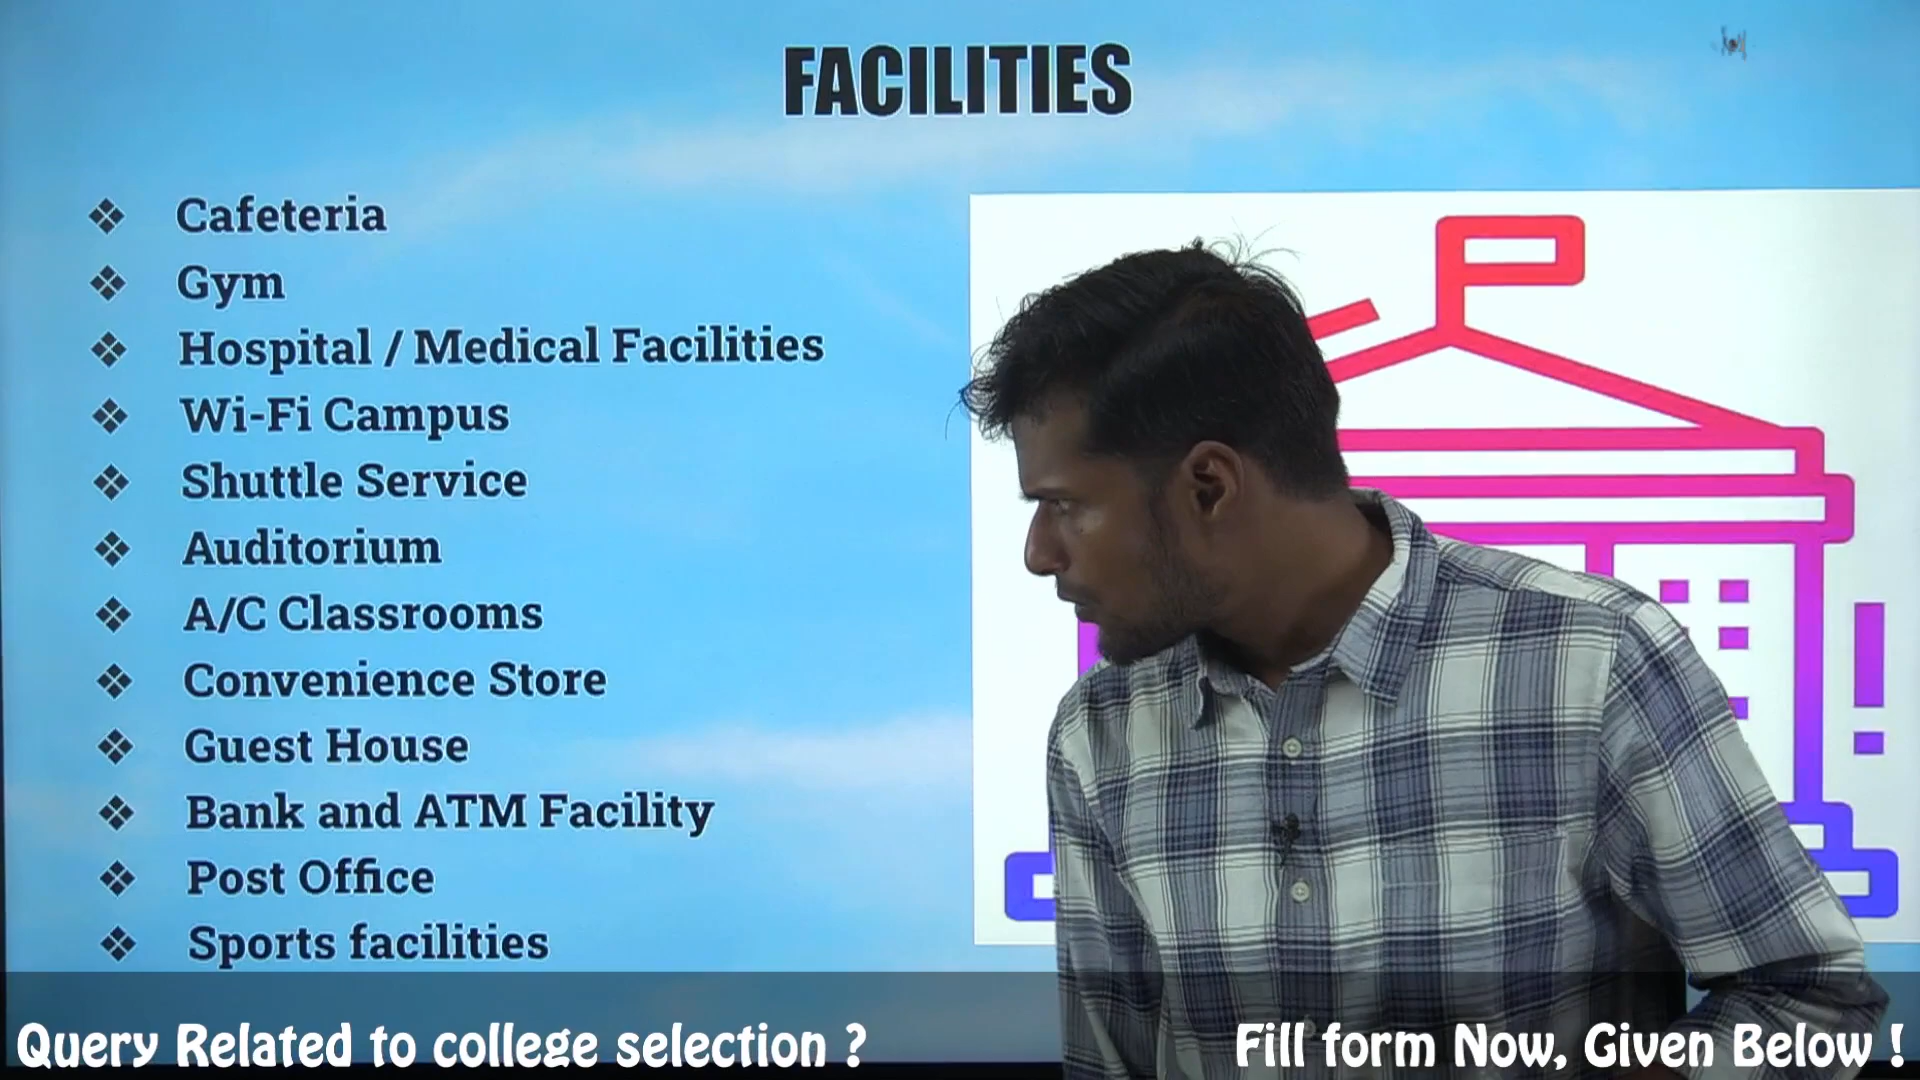 FACILITIES
Cafeteria
Gym
Hospital / Medical Facilities
Wi-Fi Campus
Shuttle Service
Auditorium
A/C Classrooms
Convenience Store
Guest House
Bank and ATM Facility
Post Office
Sports facilities
Query Related to college selection ?
Fill form Now, Given Below !